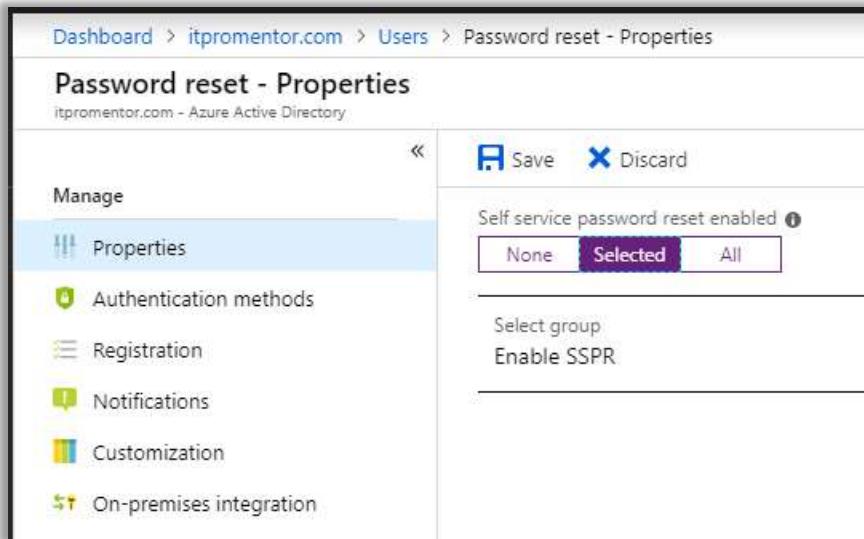 Dashboard > itpromentor.com > Users > Password reset - Properties
Password reset - Properties
itpromentor.com - Azure Active Directory
«
Manage
Properties
Authentication methods
Registration
Notifications
Customization
On-premises integration
Save Discard
Self service password reset enabled
None Selected All
Select group
Enable SSPR